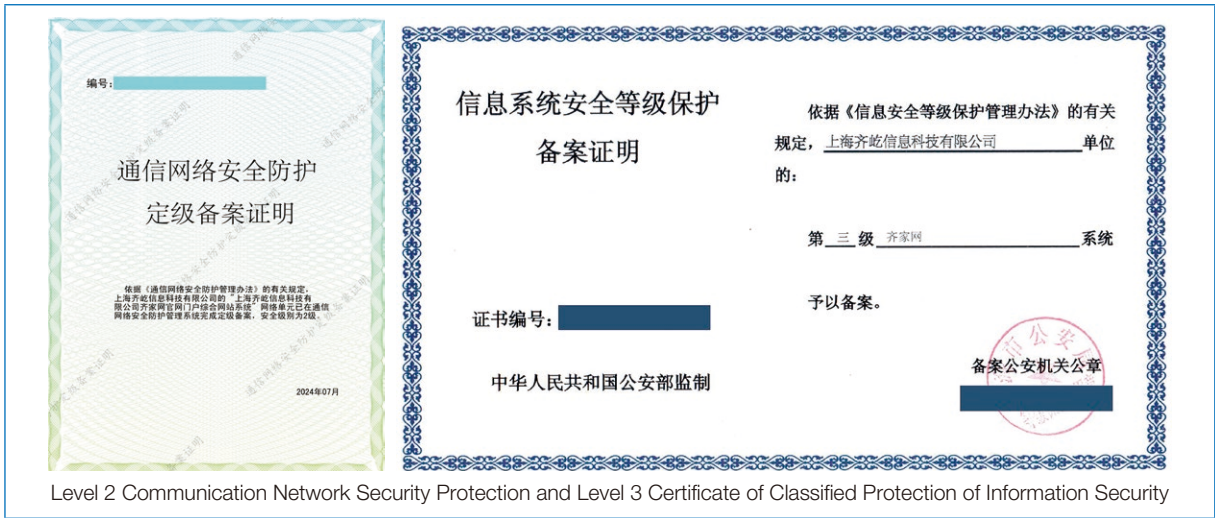 编号:
通信网络安全防护
定级备案证明
依据《通信网络安全防护管理办法》的有关规定,
上海齐屹信息科技有限公司的"上海齐屹信息科技有
限公司齐家网官网门户综合网站系统"网络单元已在通信
网络安全防护管理系统完成定级备案,安全级别为2级。
2024年07月
信息系统安全等级保护
备案证明
证书编号:
中华人民共和国公安部监制
依据《信息安全等级保护管理办法》的有关
规定,上海齐屹信息科技有限公司单位
的:
第 三 级 齐家网 系统
予以备案。
备案公安机关公章
Level 2 Communication Network Security Protection and Level 3 Certificate of Classified Protection of Information Security